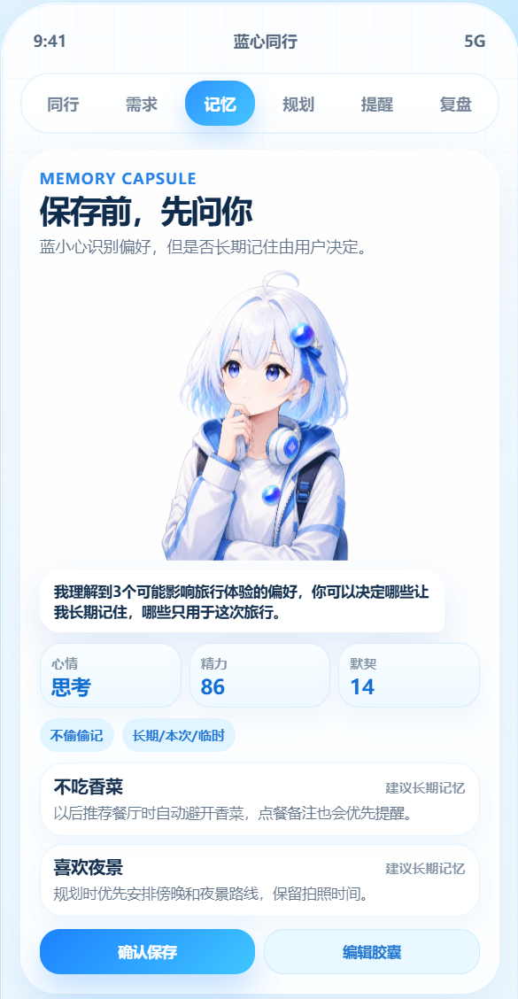 9:41 蓝心同行 5G
同行 需求 记忆 规划 提醒 复盘
MEMORY CAPSULE
保存前，先问你
蓝小心识别偏好，但是否长期记住由用户决定。
我理解到3个可能影响旅行体验的偏好，你可以决定哪些让
我长期记住，哪些只用于这次旅行。
心情 精力 默契
思考 86 14
不偷偷记 长期/本次/临时
不吃香菜 建议长期记忆
以后推荐餐厅时自动避开香菜，点餐备注也会优先提醒。
喜欢夜景 建议长期记忆
规划时优先安排傍晚和夜景路线，保留拍照时间。
确认保存 编辑胶囊